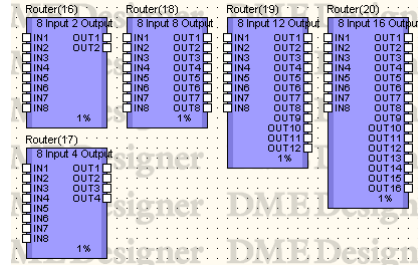 Router(16)
8 Input 2 Output
IN1 OUT1
IN2 OUT2
IN3
IN4
IN5
IN6
IN7
IN8
1%
Router(18)
8 Input 8 Output
IN1 OUT1
IN2 OUT2
IN3 OUT3
IN4 OUT4
IN5 OUT5
IN6 OUT6
IN7 OUT7
IN8 OUT8
1%
Router(19)
8 Input 12 Output
IN1 OUT1
IN2 OUT2
IN3 OUT3
IN4 OUT4
IN5 OUT5
IN6 OUT6
IN7 OUT7
IN8 OUT8
OUT9
OUT10
OUT11
OUT12
1%
Router(20)
8 Input 16 Output
IN1 OUT1
IN2 OUT2
IN3 OUT3
IN4 OUT4
IN5 OUT5
IN6 OUT6
IN7 OUT7
IN8 OUT8
OUT9
OUT10
OUT11
OUT12
OUT13
OUT14
OUT15
OUT16
1%
Router(17)
8 Input 4 Output
IN1 OUT1
IN2 OUT2
IN3 OUT3
IN4 OUT4
IN5
IN6
IN7
IN8
1%
DME Designer
DME Design